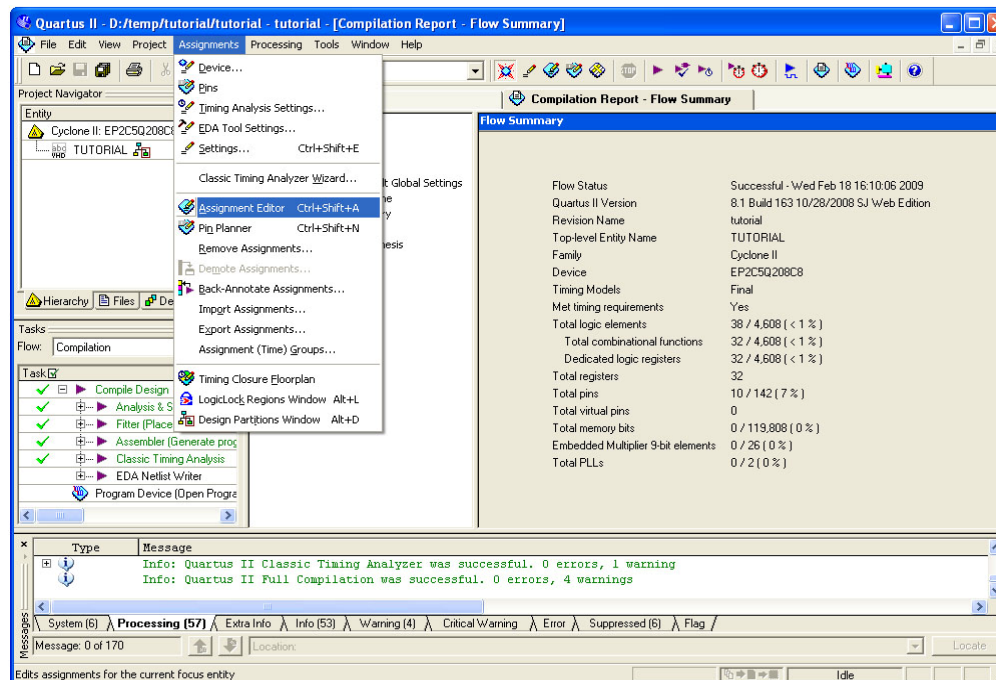 Quartus II - D:/temp/tutorial/tutorial - tutorial - [Compilation Report - Flow Summary]
File Edit View Project Assignments Processing Tools Window Help
Project Navigator
Entity
Cyclone II: EP2C5Q208C8
abc VHD TUTORIAL
Hierarchy Files De
Device...
Pins
Timing Analysis Settings...
EDA Tool Settings...
Settings... Ctrl+Shift+E
Classic Timing Analyzer Wizard...
Assignment Editor Ctrl+Shift+A
Pin Planner Ctrl+Shift+N
Remove Assignments...
Demote Assignments...
Back-Annotate Assignments...
Import Assignments...
Export Assignments...
Assignment (Time) Groups...
Timing Closure Floorplan
LogicLock Regions Window Alt+L
Design Partitions Window Alt+D
lt Global Settings
ne
ry
hesis
Compilation Report - Flow Summary
Flow Summary
Flow Status Successful - Wed Feb 18 16:10:06 2009
Quartus II Version 8.1 Build 163 10/28/2008 SJ Web Edition
Revision Name tutorial
Top-level Entity Name TUTORIAL
Family Cyclone II
Device EP2C5Q208C8
Timing Models Final
Met timing requirements Yes
Total logic elements 38 / 4,608 ( < 1 % )
Total combinational functions 32 / 4,608 ( < 1 % )
Dedicated logic registers 32 / 4,608 ( < 1 % )
Total registers 32
Total pins 10 / 142 ( 7 % )
Total virtual pins 0
Total memory bits 0 / 119,808 ( 0 % )
Embedded Multiplier 9-bit elements 0 / 26 ( 0 % )
Total PLLs 0 / 2 ( 0 % )
Tasks
Flow: Compilation
Task
Compile Design
Analysis & S
Fitter (Place
Assembler (Generate prog
Classic Timing Analysis
EDA Netlist Writer
Program Device (Open Progra
Type Message
Info: Quartus II Classic Timing Analyzer was successful. 0 errors, 1 warning
Info: Quartus II Full Compilation was successful. 0 errors, 4 warnings
System (6) Processing (57) Extra Info Info (53) Warning (4) Critical Warning Error Suppressed (6) Flag
Messages
Message: 0 of 170 Location: Locate
Edits assignments for the current focus entity Idle